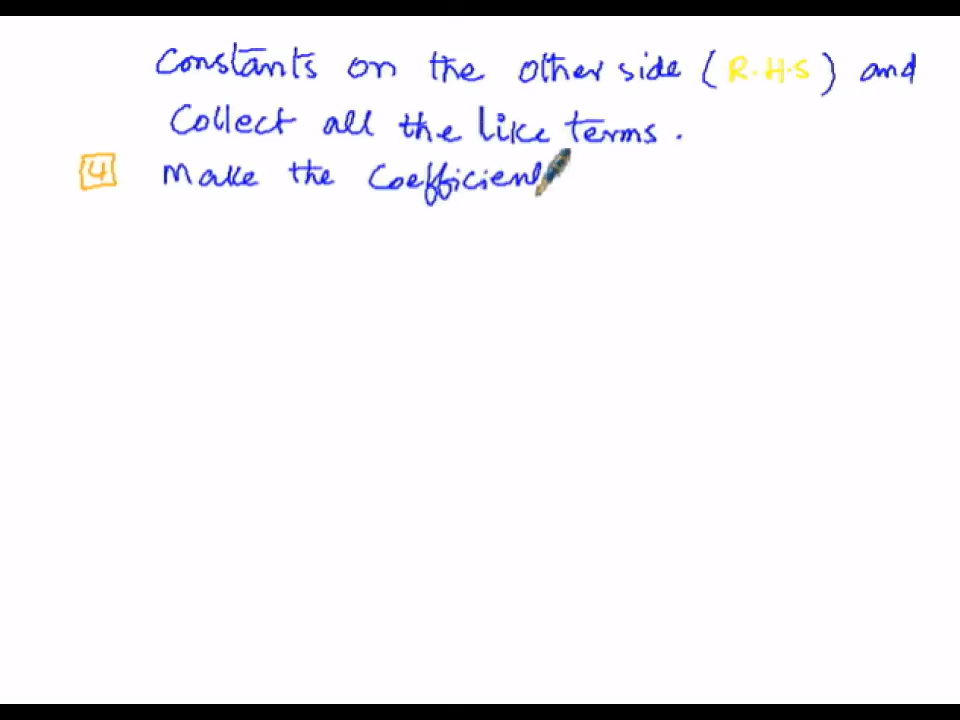 Constants on the other side (R.H.S) and
Collect all the like terms.
4 Make the Coefficien